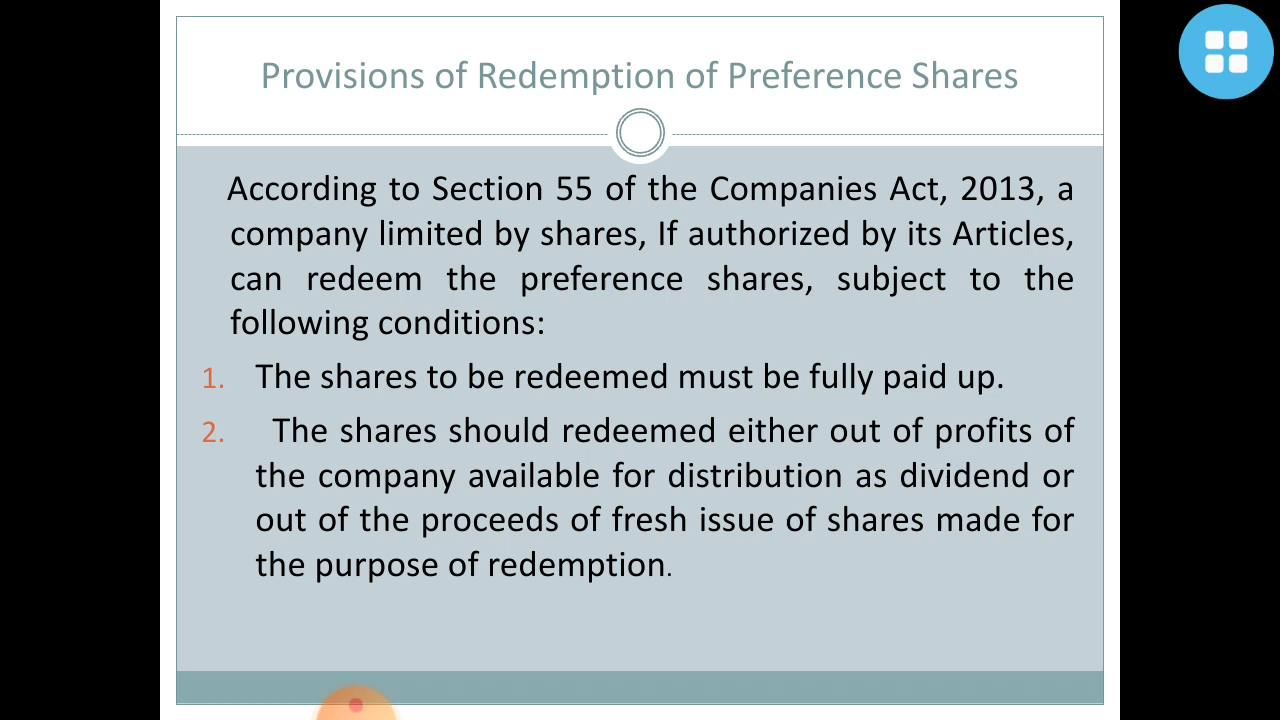 Provisions of Redemption of Preference Shares
According to Section 55 of the Companies Act, 2013, a
company limited by shares, If authorized by its Articles,
can redeem the preference shares, subject to the
following conditions:
1. The shares to be redeemed must be fully paid up.
2. The shares should redeemed either out of profits of
the company available for distribution as dividend or
out of the proceeds of fresh issue of shares made for
the purpose of redemption.